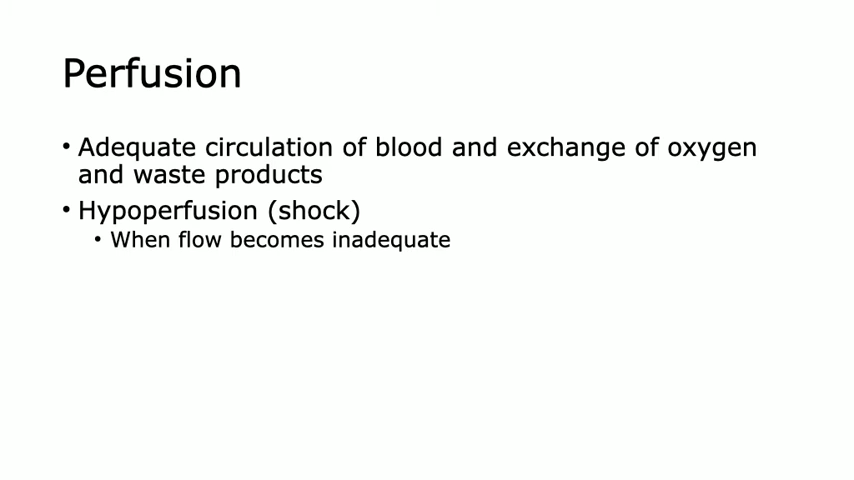 Perfusion
• Adequate circulation of blood and exchange of oxygen
and waste products
• Hypoperfusion (shock)
• When flow becomes inadequate